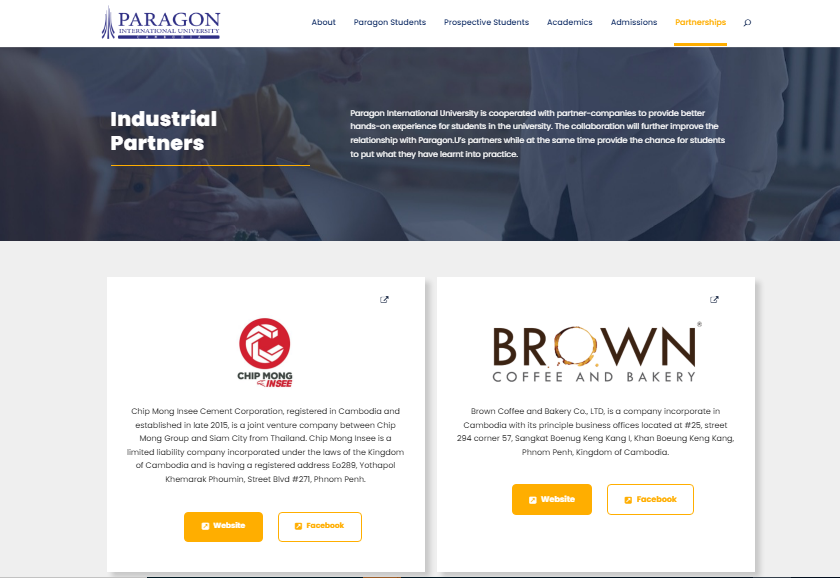 PARAGON
INTERNATIONAL UNIVERSITY
CAMBODIA
About Paragon Students Prospective Students Academics Admissions Partnerships
Industrial
Partners
Paragon International University is cooperated with partner-companies to provide better
hands-on experience for students in the university. The collaboration will further improve the
relationship with Paragon.U's partners while at the same time provide the chance for students
to put what they have learnt into practice.
CHIP MONG
INSEE
Chip Mong Insee Cement Corporation, registered in Cambodia and
established in late 2015, is a joint venture company between Chip
Mong Group and Siam City from Thailand. Chip Mong Insee is a
limited liability company incorporated under the laws of the Kingdom
of Cambodia and is having a registered address Eo289, Yothapol
Khemarak Phoumin, Street Blvd #271, Phnom Penh.
Website Facebook
BROWN®
COFFEE AND BAKERY
Brown Coffee and Bakery Co., LTD, is a company incorporate in
Cambodia with its principle business offices located at #25, street
294 corner 57, Sangkat Boenug Keng Kang I, Khan Boeung Keng Kang,
Phnom Penh, Kingdom of Cambodia.
Website Facebook